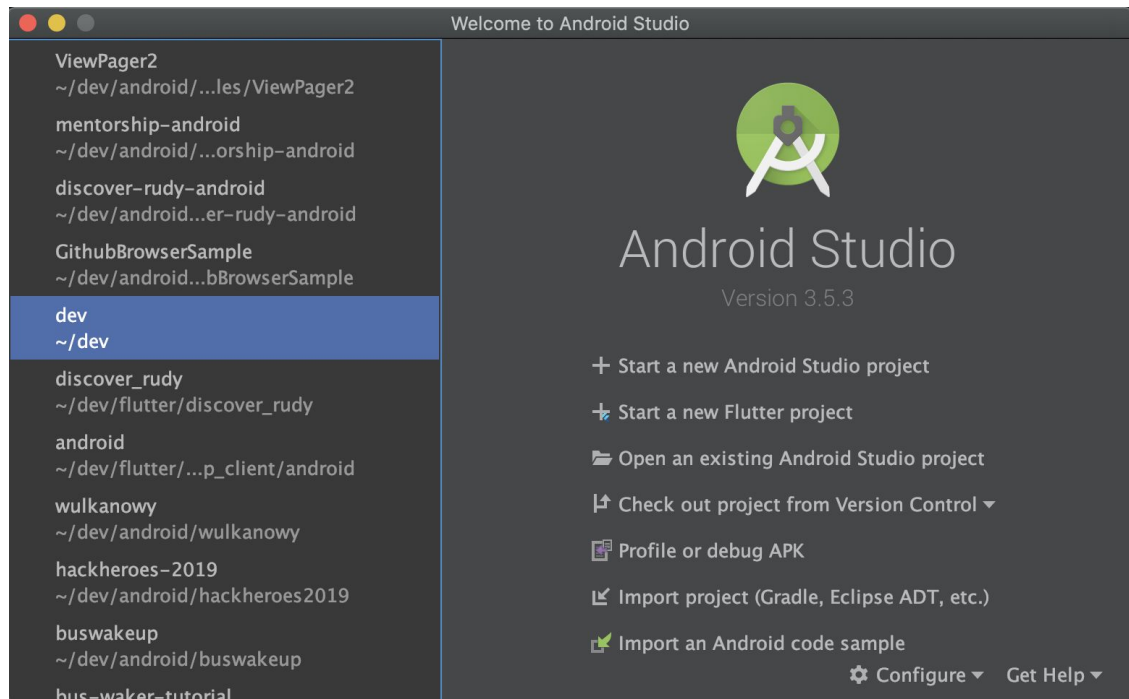 Welcome to Android Studio
ViewPager2
~/dev/android/...les/ViewPager2
mentorship-android
~/dev/android/...orship-android
discover-rudy-android
~/dev/android...er-rudy-android
GithubBrowserSample
~/dev/android...bBrowserSample
dev
~/dev
discover_rudy
~/dev/flutter/discover_rudy
android
~/dev/flutter/...p_client/android
wulkanowy
~/dev/android/wulkanowy
hackheroes-2019
~/dev/android/hackheroes2019
buswakeup
~/dev/android/buswakeup
bus-waker-tutorial
Android Studio
Version 3.5.3
Start a new Android Studio project
Start a new Flutter project
Open an existing Android Studio project
Check out project from Version Control
Profile or debug APK
Import project (Gradle, Eclipse ADT, etc.)
Import an Android code sample
Configure Get Help